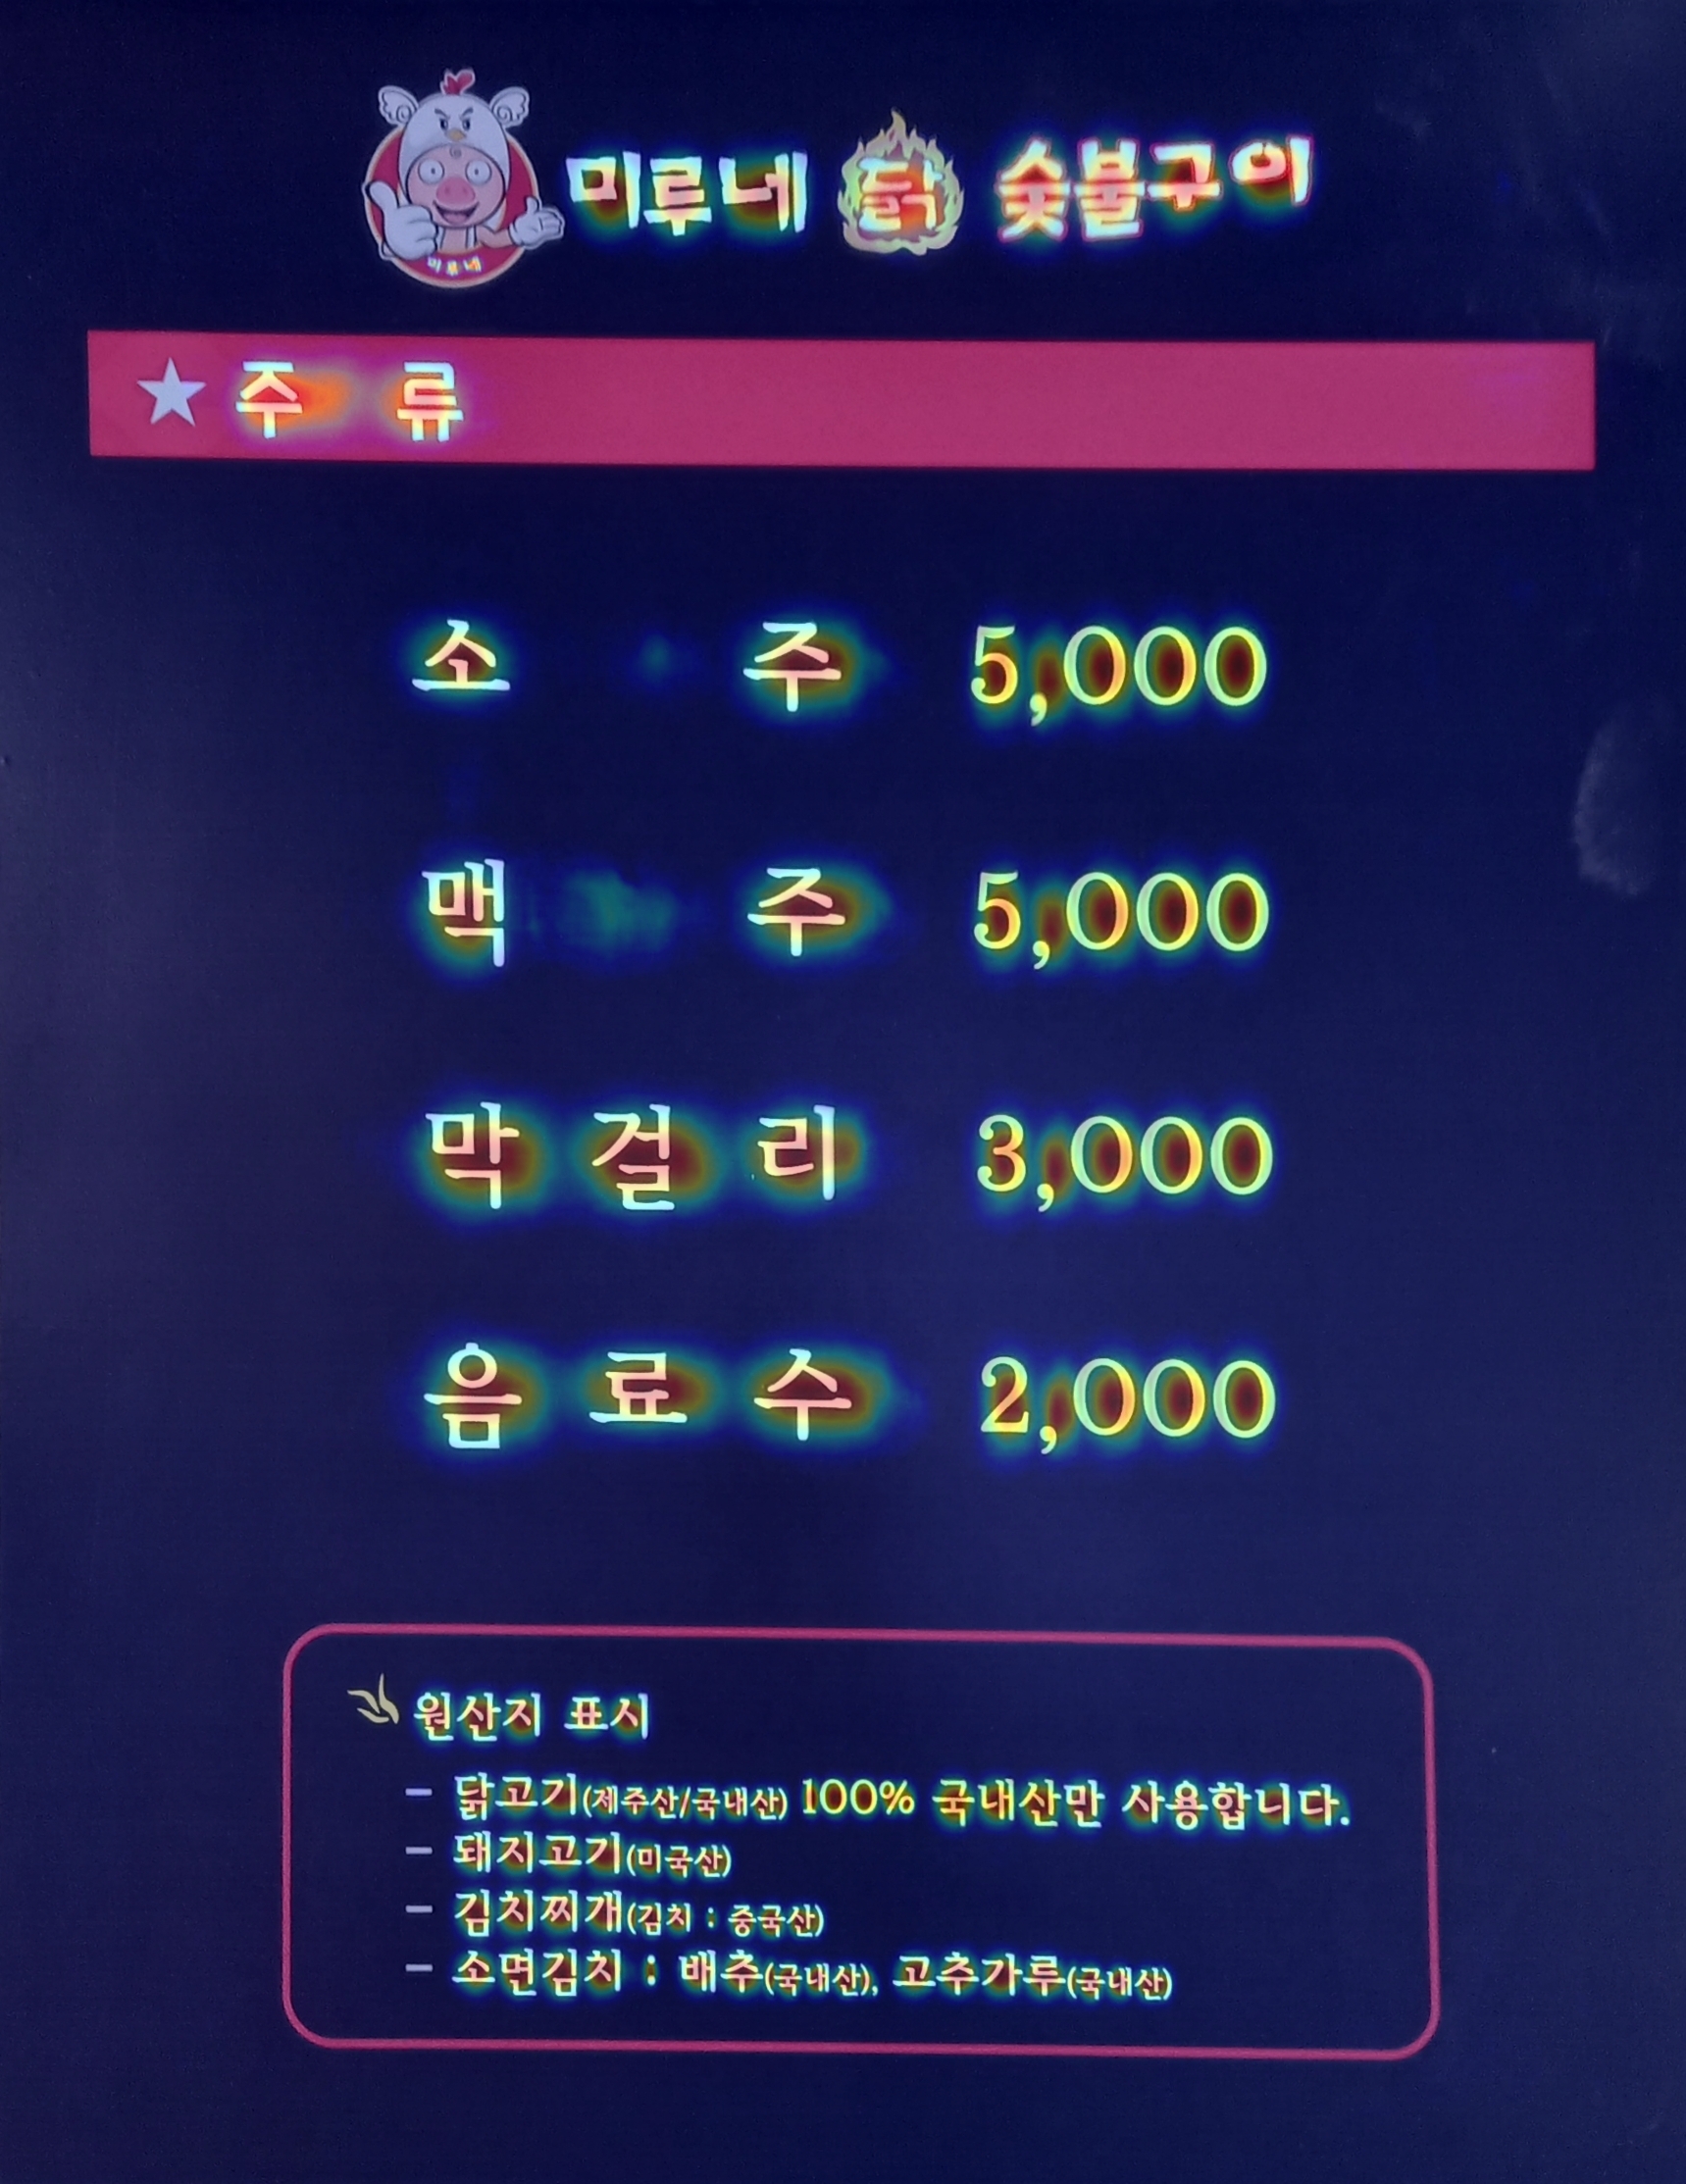 미루네
미루네 닭 숯불구이
★ 주 류
소 주 5,000
맥 주 5,000
막 걸 리 3,000
음 료 수 2,000
원산지 표시
- 닭고기(제주산/국내산) 100% 국내산만 사용합니다.
- 돼지고기(미국산)
- 김치찌개(김치 : 중국산)
- 소면김치 : 배추(국내산), 고추가루(국내산)